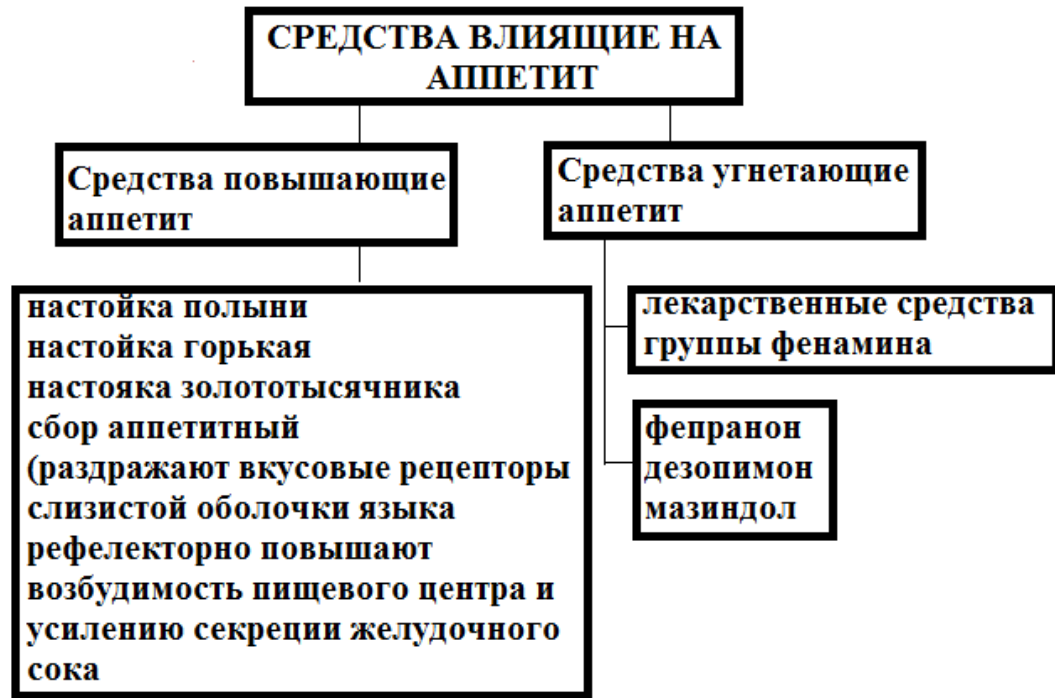 СРЕДСТВА ВЛИЯЩИЕ НА
АППЕТИТ
Средства повышающие
аппетит
Средства угнетающие
аппетит
настойка полыни
настойка горькая
настояка золототысячника
сбор аппетитный
(раздражают вкусовые рецепторы
слизистой оболочки языка
рефелекторно повышают
возбудимость пищевого центра и
усилению секреции желудочного
сока
лекарственные средства
группы фенамина
фепранон
дезопимон
мазиндол